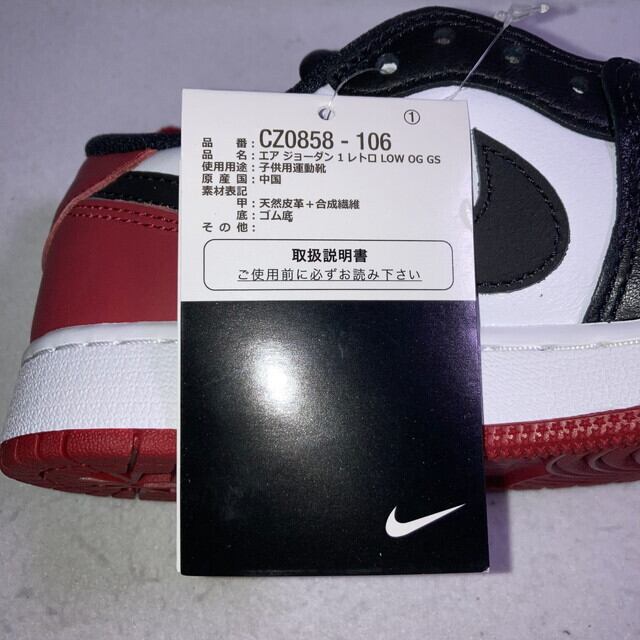 ①
品番：CZ0858 - 106
品名：エア ジョーダン 1 レトロ LOW OG GS
使用用途：子供用運動靴
原産国：中国
素材表記
甲：天然皮革＋合成繊維
底：ゴム底
その他：
取扱説明書
ご使用前に必ずお読み下さい